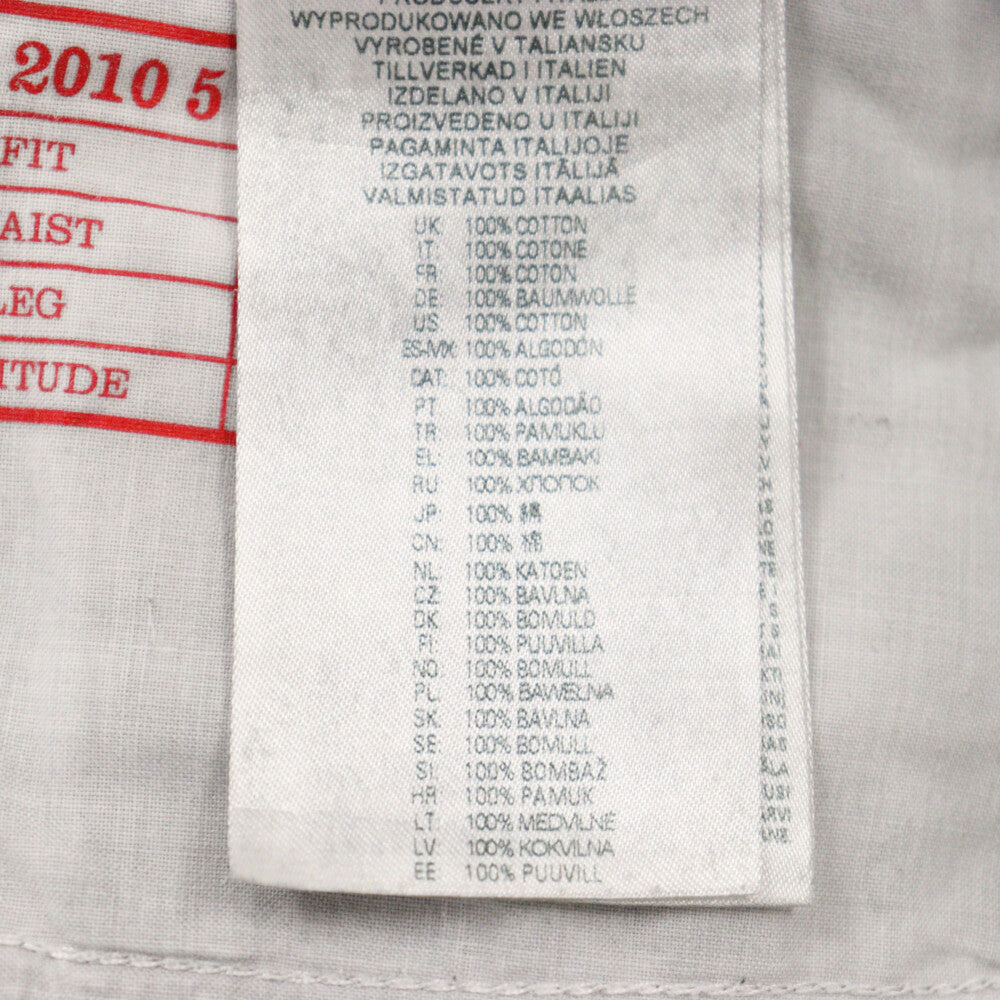 2010 5
FIT
AIST
LEG
ITUDE
WYPRODUKOWANO WE WŁOSZECH
VYROBENÉ V TALIANSKU
TILLVERKAD I ITALIEN
IZDELANO V ITALIJI
PROIZVEDENO U ITALIJI
PAGAMINTA ITALIJOJE
IZGATAVOTS ITĀLIJĀ
VALMISTATUD ITAALIAS
UK: 100% COTTON
IT: 100% COTONE
FR: 100% COTON
DE: 100% BAUMWOLLE
US: 100% COTTON
ES-MX: 100% ALGODÓN
CAT: 100% COTÓ
PT: 100% ALGODÃO
TR: 100% PAMUKLU
EL: 100% BAMBAKI
RU: 100% ХЛОПОК
JP: 100% 綿
CN: 100% 棉
NL: 100% KATOEN
CZ: 100% BAVLNA
DK: 100% BOMULD
FI: 100% PUUVILLA
NO: 100% BOMULL
PL: 100% BAWEŁNA
SK: 100% BAVLNA
SE: 100% BOMULL
SI: 100% BOMBAŽ
HR: 100% PAMUK
LT: 100% MEDVILNĖ
LV: 100% KOKVILNA
EE: 100% PUUVILL